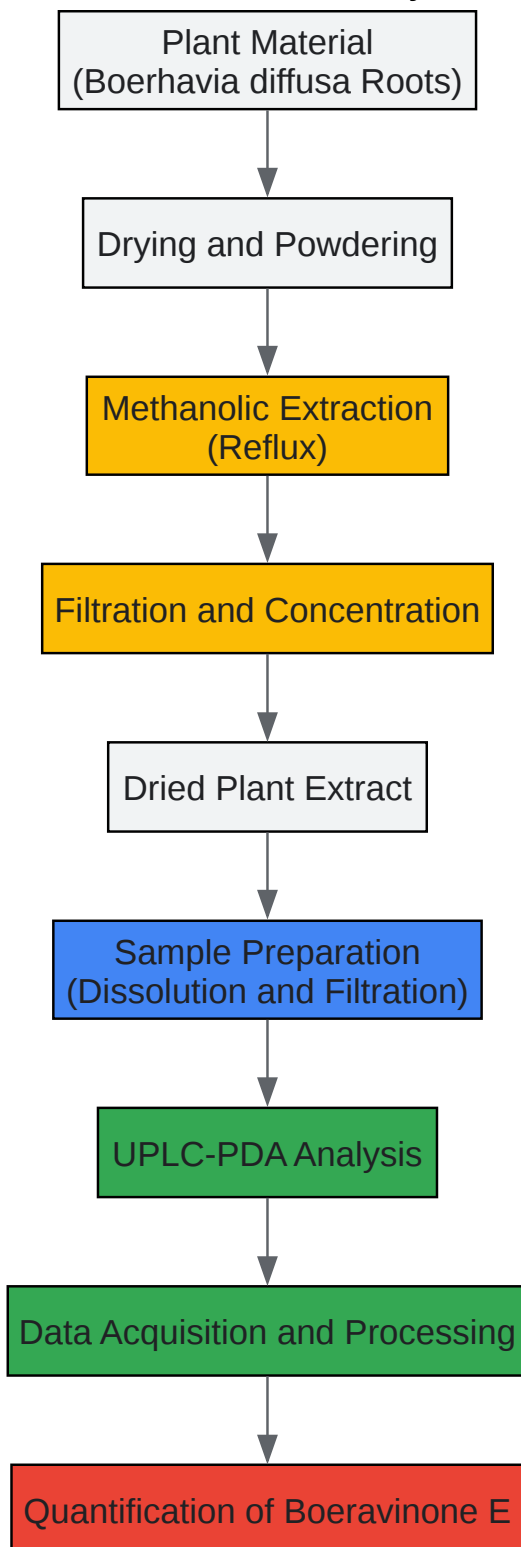 Plant Material
(Boerhavia diffusa Roots)
Drying and Powdering
Methanolic Extraction
(Reflux)
Filtration and Concentration
Dried Plant Extract
Sample Preparation
(Dissolution and Filtration)
UPLC-PDA Analysis
Data Acquisition and Processing
Quantification of Boeravinone E